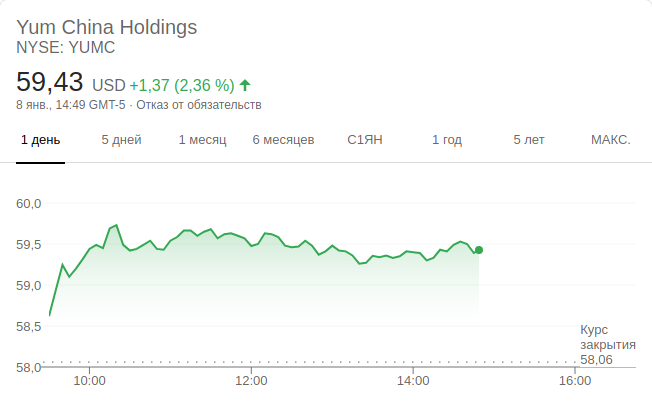 Yum China Holdings
NYSE: YUMC
59,43 USD +1,37 (2,36 %)
8 янв., 14:49 GMT-5 · Отказ от обязательств
1 день 5 дней 1 месяц 6 месяцев С1ЯН 1 год 5 лет МАКС.
60,0
59,5
59,0
58,5
58,0
Курс
закрытия
58,06
10:00 12:00 14:00 16:00